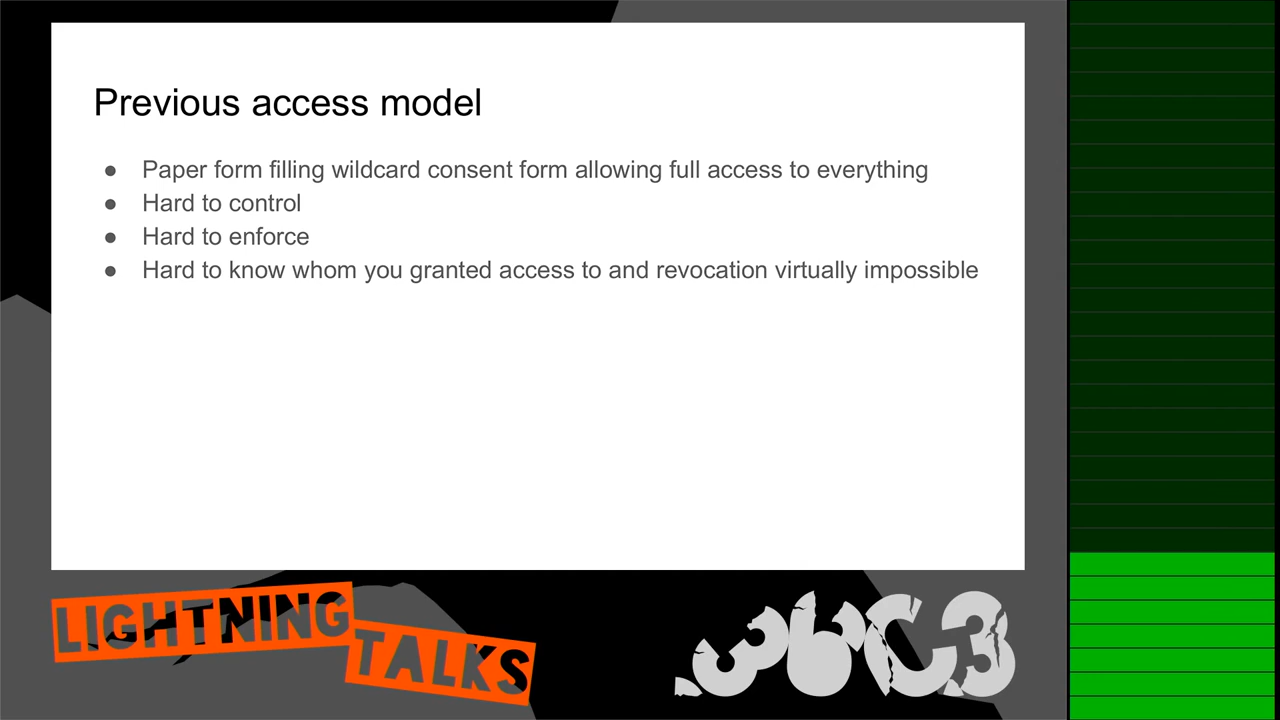 Previous access model
● Paper form filling wildcard consent form allowing full access to everything
● Hard to control
● Hard to enforce
● Hard to know whom you granted access to and revocation virtually impossible
LIGHTNING
TALKS
.36C3